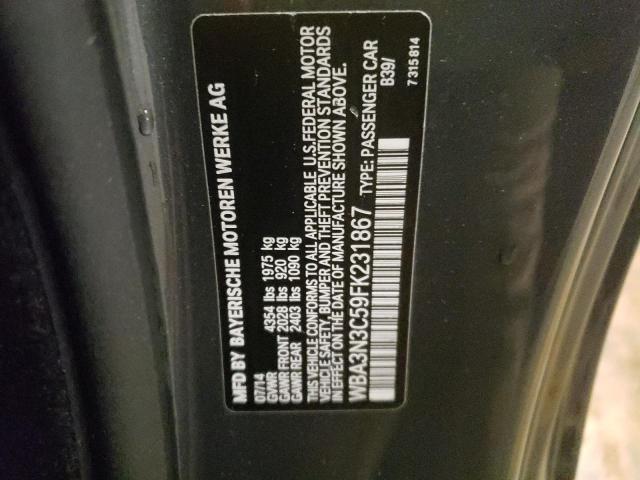 MFD BY BAYERISCHE MOTOREN WERKE AG
07/14
GVWR 4354 lbs 1975 kg
GAWR FRONT 2028 lbs 920 kg
GAWR REAR 2403 lbs 1090 kg
THIS VEHICLE CONFORMS TO ALL APPLICABLE U.S. FEDERAL MOTOR
VEHICLE SAFETY, BUMPER AND THEFT PREVENTION STANDARDS
IN EFFECT ON THE DATE OF MANUFACTURE SHOWN ABOVE.
WBA3N3C59FK231867 TYPE: PASSENGER CAR
B39/
7 315 814